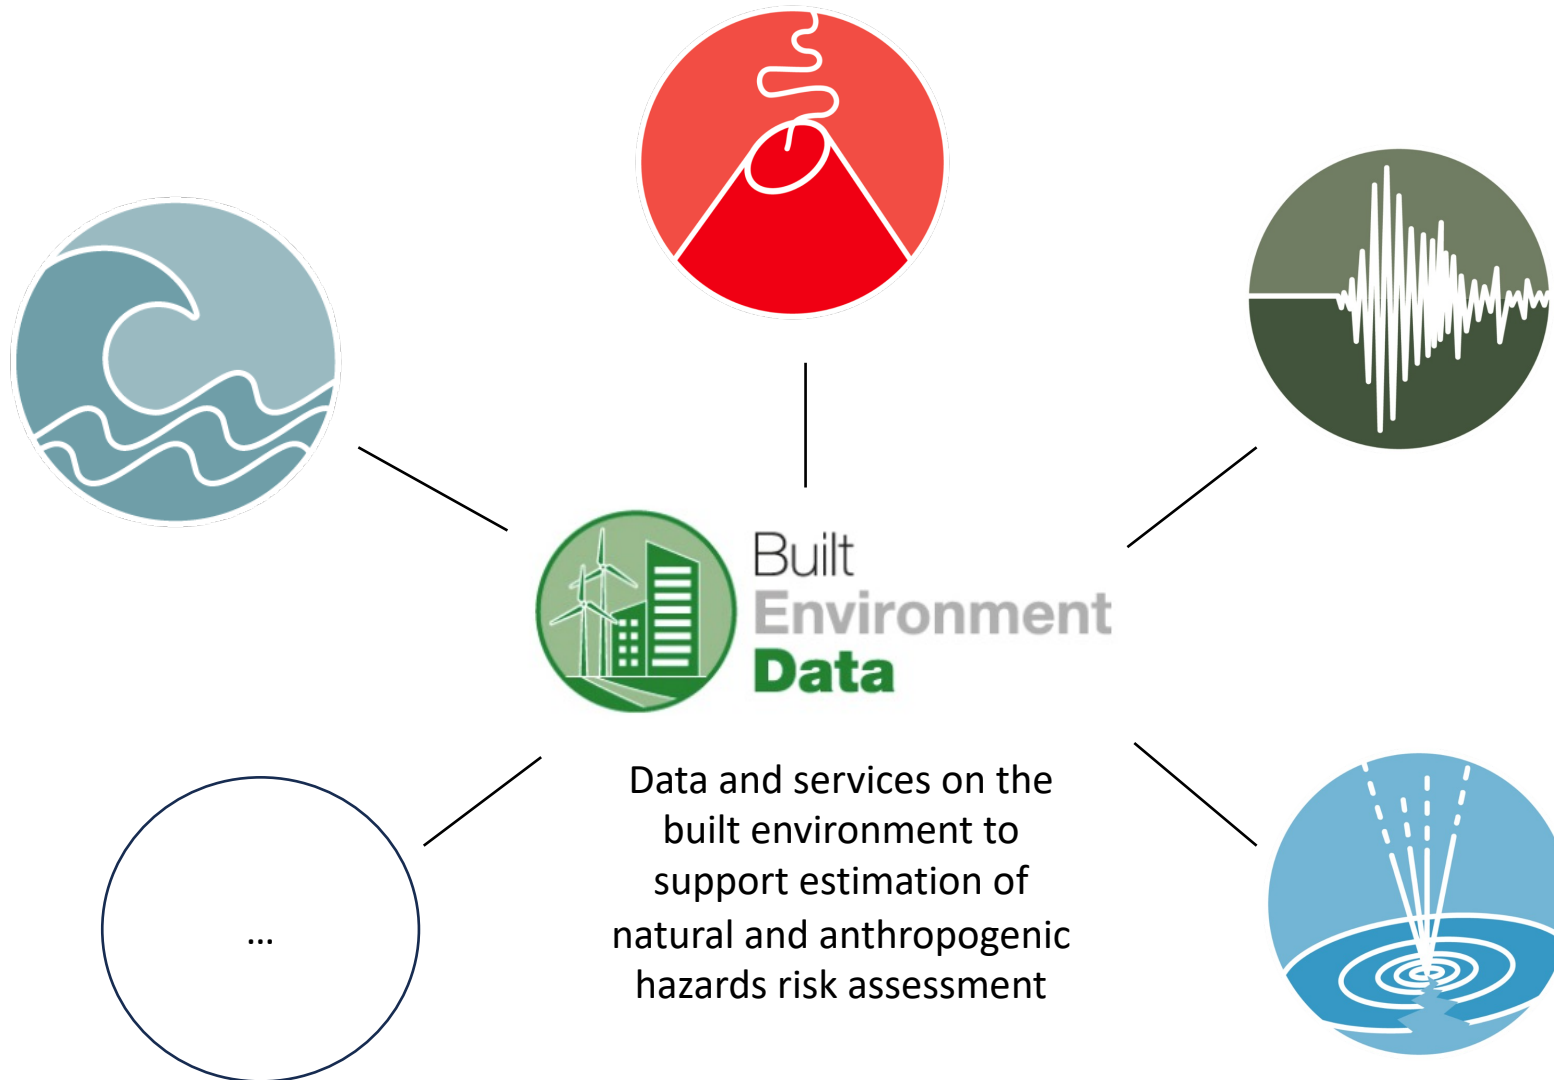 Built
Environment
Data
Data and services on the
built environment to
support estimation of
natural and anthropogenic
hazards risk assessment
...